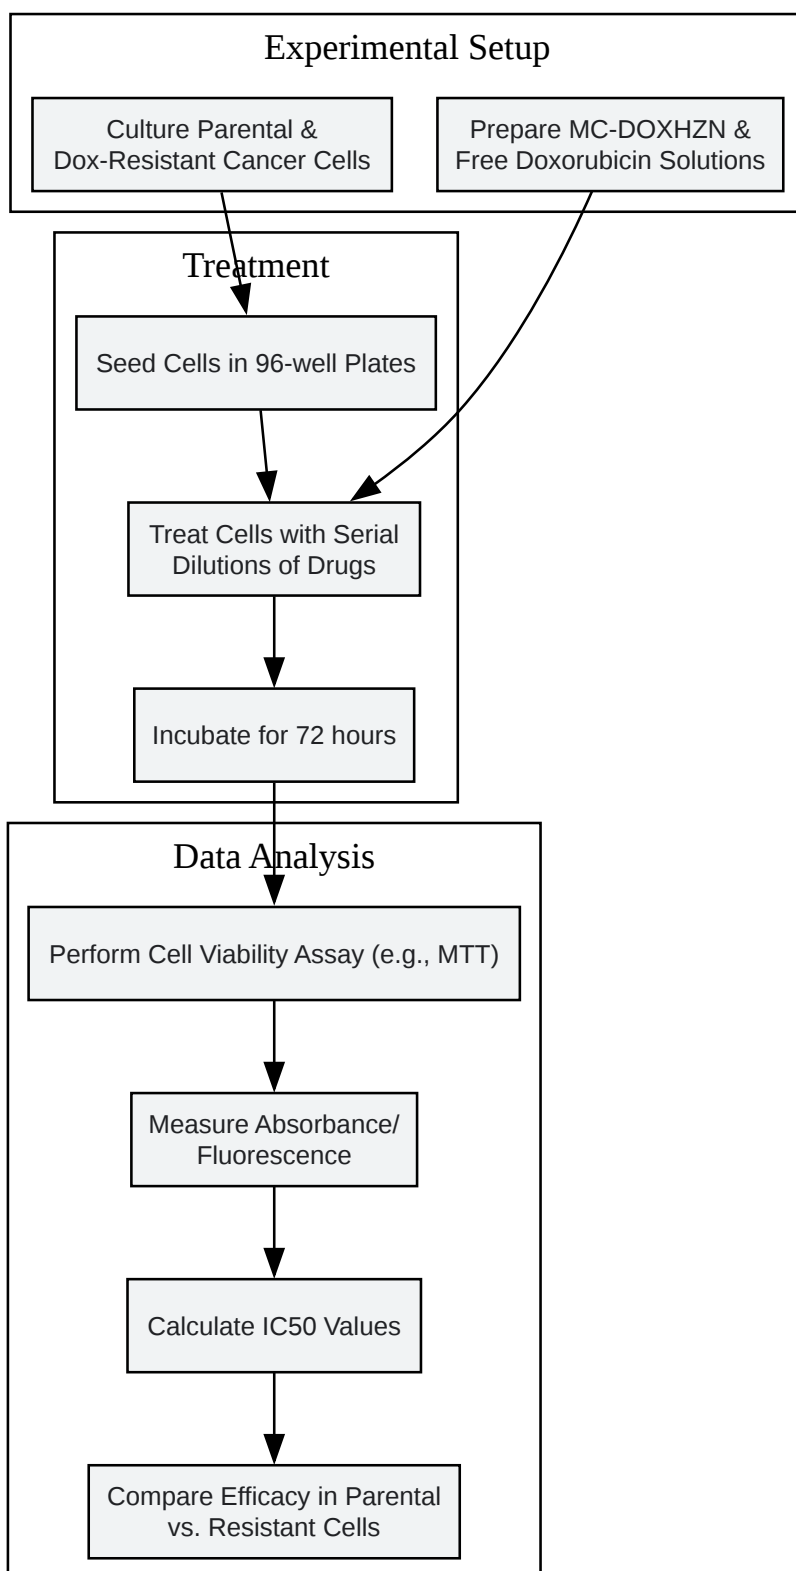 Experimental Setup
Culture Parental &
Dox-Resistant Cancer Cells
Prepare MC-DOXHZN &
Free Doxorubicin Solutions
Treatment
Seed Cells in 96-well Plates
Treat Cells with Serial
Dilutions of Drugs
Incubate for 72 hours
Data Analysis
Perform Cell Viability Assay (e.g., MTT)
Measure Absorbance/
Fluorescence
Calculate IC50 Values
Compare Efficacy in Parental
vs. Resistant Cells